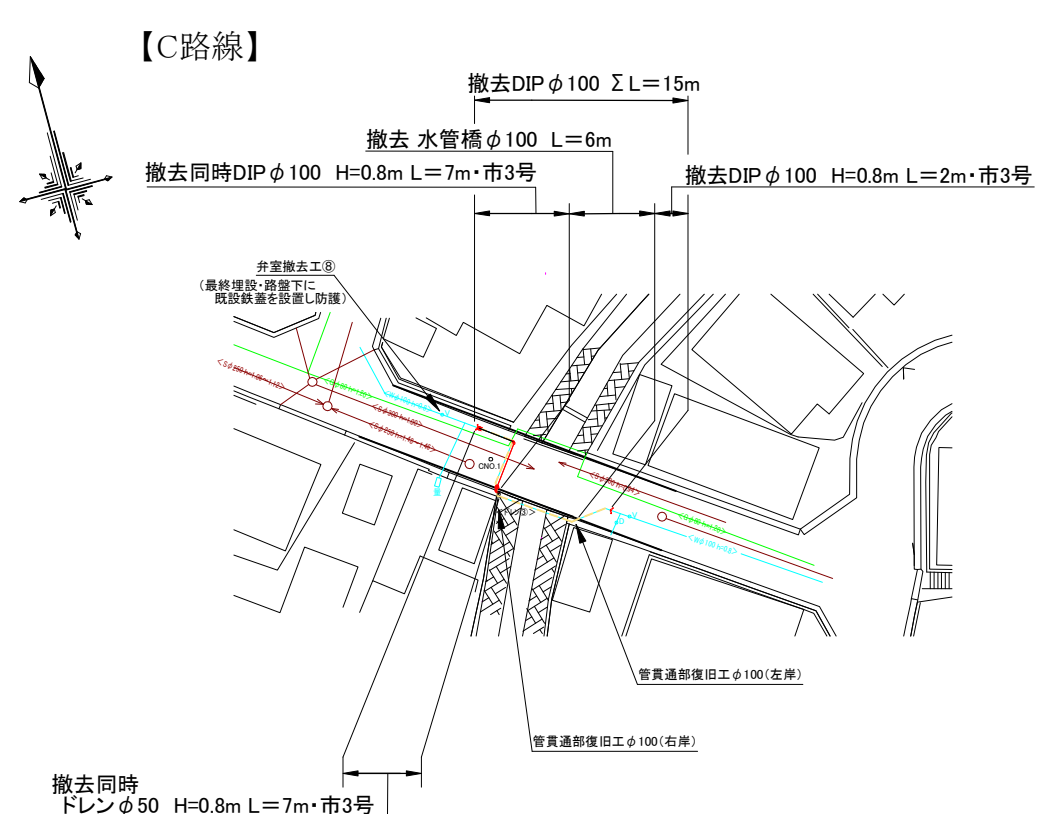 【C路線】
撤去DIPφ100 ΣL=15m
撤去 水管橋φ100 L=6m
撤去同時DIPφ100 H=0.8m L=7m・市3号
撤去DIPφ100 H=0.8m L=2m・市3号
弁室撤去工⑧
(最終埋設・路盤下に
既設鉄蓋を設置し防護)
CNO.1
管貫通部復旧工φ100(左岸)
管貫通部復旧工φ100(右岸)
撤去同時
ドレンφ50 H=0.8m L=7m・市3号